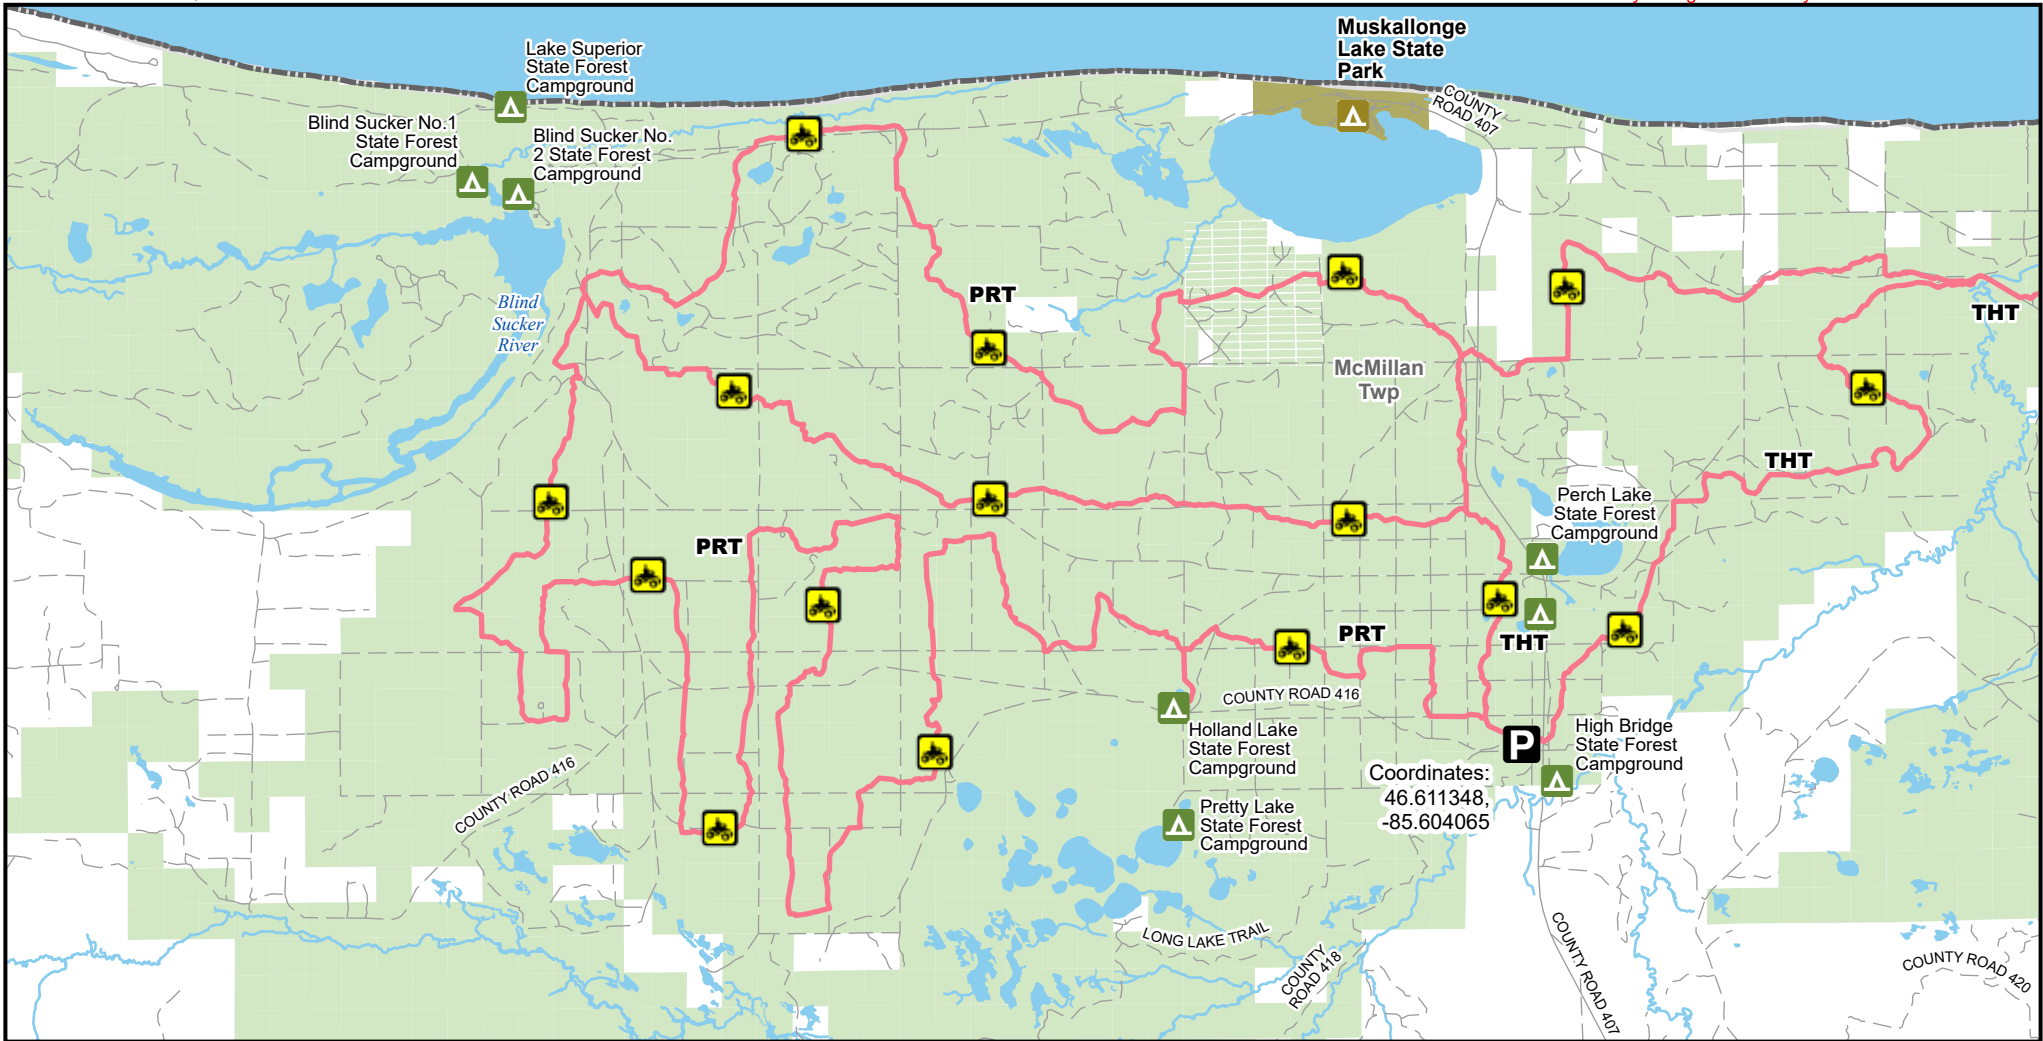 Muskallonge
Lake State
Park
Lake Superior
State Forest
Campground
COUNTY
ROAD 407
Blind Sucker No.1
State Forest
Campground
Blind Sucker No.
2 State Forest
Campground
Blind
Sucker
River
PRT
THT
McMillan
Twp
THT
Perch Lake
State Forest
Campground
PRT
PRT
THT
COUNTY ROAD 416
Holland Lake
State Forest
Campground
High Bridge
State Forest
Campground
P
Coordinates:
46.611348,
-85.604065
COUNTY ROAD 416
Pretty Lake
State Forest
Campground
LONG LAKE TRAIL
COUNTY
ROAD 418
COUNTY ROAD 407
COUNTY ROAD 420